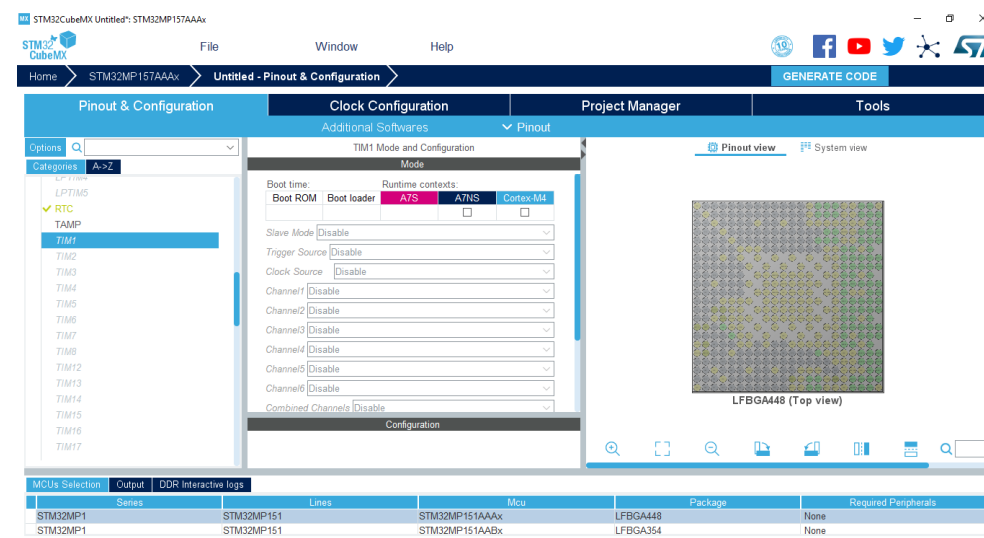 MX STM32CubeMX Untitled*: STM32MP157AAAx
STM32 CubeMX
File Window Help
10
Home STM32MP157AAAx Untitled - Pinout & Configuration GENERATE CODE
Pinout & Configuration Clock Configuration Project Manager Tools
Additional Softwares Pinout
Options
Categories A->Z
LPTIM5
RTC
TAMP
TIM1
TIM2
TIM3
TIM4
TIM5
TIM6
TIM7
TIM8
TIM12
TIM13
TIM14
TIM15
TIM16
TIM17
TIM1 Mode and Configuration
Mode
Boot time: Runtime contexts:
Boot ROM Boot loader A7S A7NS Cortex-M4
Slave Mode Disable
Trigger Source Disable
Clock Source Disable
Channel1 Disable
Channel2 Disable
Channel3 Disable
Channel4 Disable
Channel5 Disable
Channel6 Disable
Combined Channels Disable
Configuration
Pinout view System view
LFBGA448 (Top view)
MCUs Selection Output DDR Interactive logs
Series Lines Mcu Package Required Peripherals
STM32MP1 STM32MP151 STM32MP151AAAx LFBGA448 None
STM32MP1 STM32MP151 STM32MP151AABx LFBGA354 None